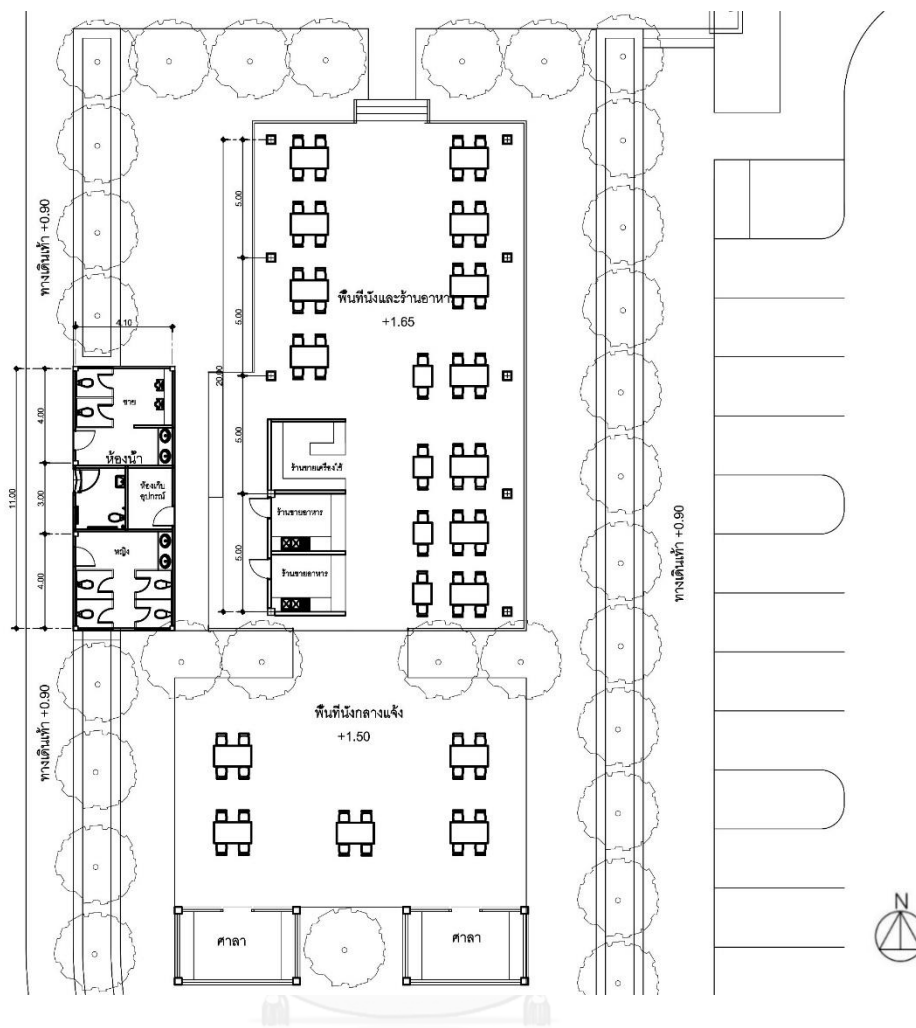 ทางเดินเท้า +0.90
4.10
5.00
พื้นที่นั่งและร้านอาหาร
+1.65
5.00
20.00
4.00
ชาย
ห้องน้ำ
11.00
3.00
ห้องเก็บ
อุปกรณ์
4.00
หญิง
5.00
ร้านขายเครื่องใช้
ร้านขายอาหาร
5.00
ร้านขายอาหาร
ทางเดินเท้า +0.90
ทางเดินเท้า +0.90
พื้นที่นั่งกลางแจ้ง
+1.50
ศาลา
ศาลา
N